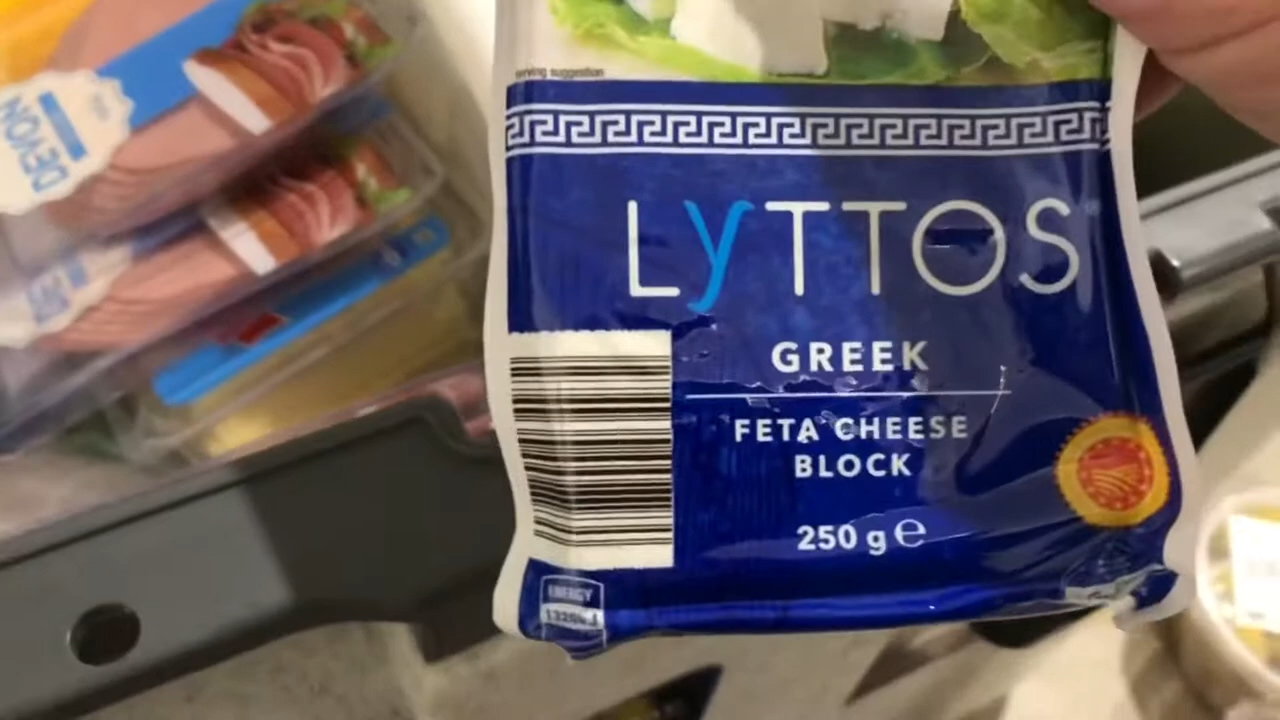 serving suggestion
DEVON
LyTTOS
GREEK
FETA CHEESE
BLOCK
250 g e
ENERGY